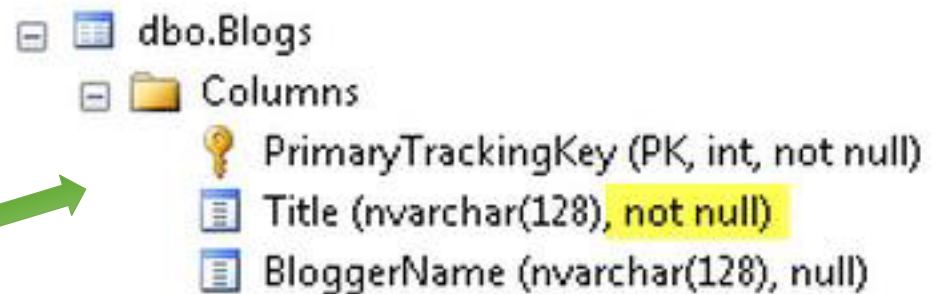 dbo.Blogs
Columns
PrimaryTrackingKey (PK, int, not null)
Title (nvarchar(128), not null)
BloggerName (nvarchar(128), null)